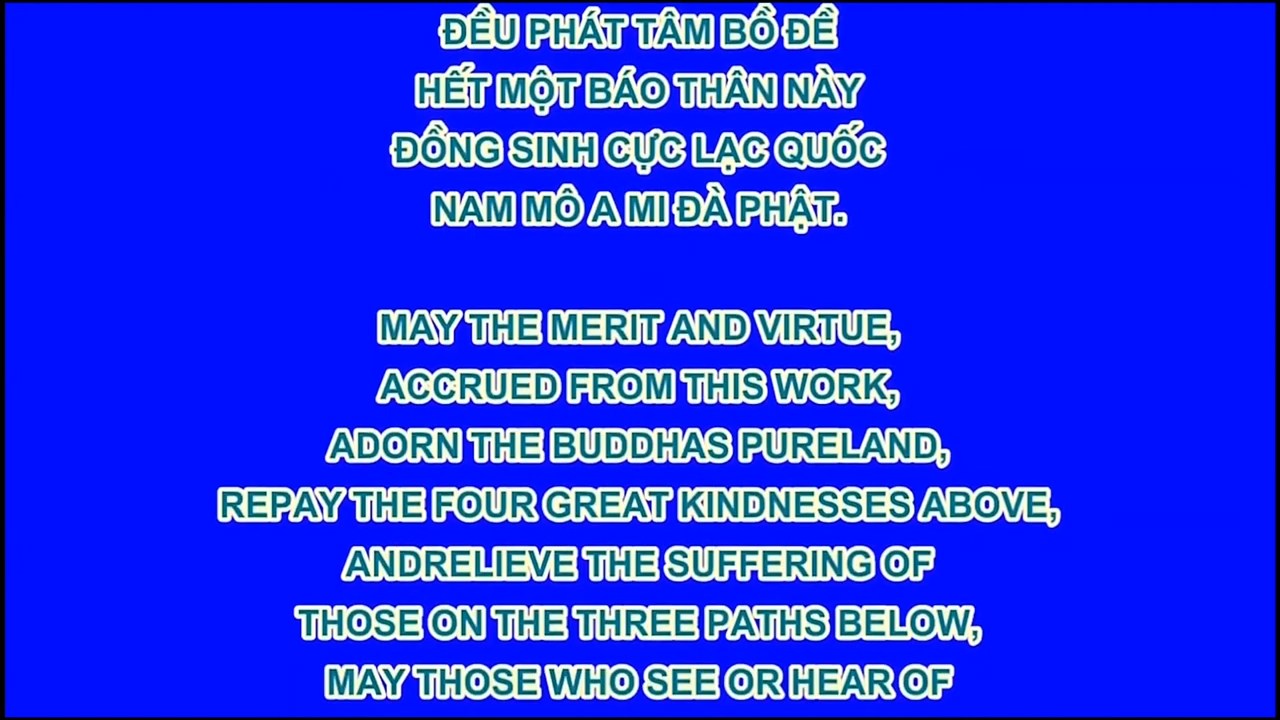 ĐỀU PHÁT TÂM BỒ ĐỀ
HẾT MỘT BÁO THÂN NÀY
ĐỒNG SINH CỰC LẠC QUỐC
NAM MÔ A MI ĐÀ PHẬT.
MAY THE MERIT AND VIRTUE,
ACCRUED FROM THIS WORK,
ADORN THE BUDDHAS PURELAND,
REPAY THE FOUR GREAT KINDNESSES ABOVE,
ANDRELIEVE THE SUFFERING OF
THOSE ON THE THREE PATHS BELOW,
MAY THOSE WHO SEE OR HEAR OF